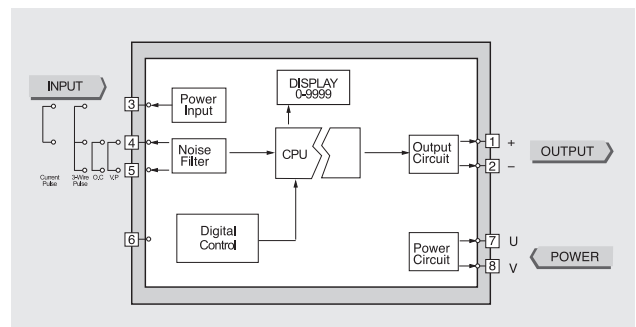 INPUT
DISPLAY
0-9999
3
Power
Input
4
Noise
Filter
5
CPU
Output
Circuit
1 +
2 −
OUTPUT
Current
Pulse
3-Wire
Pulse
O,C
V,P
6
Digital
Control
Power
Circuit
7 U
8 V
POWER